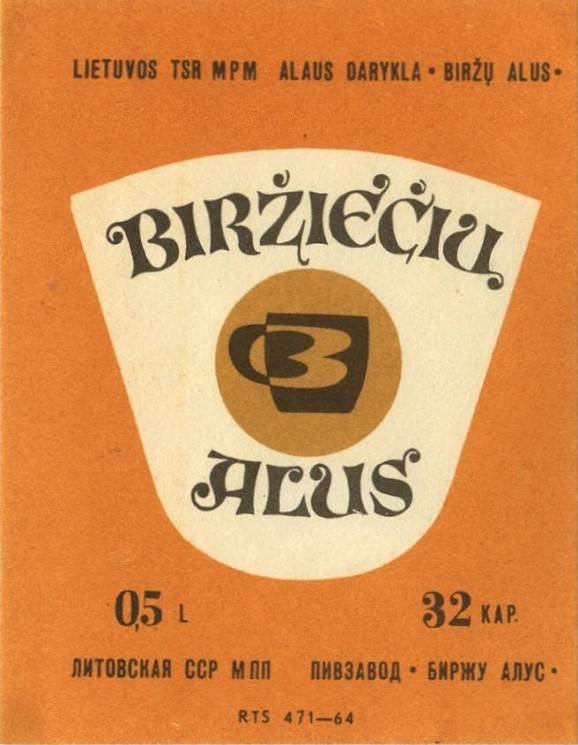 LIETUVOS TSR MPM ALAUS DARYKLA • BIRŽŲ ALUS •
BIRŽIEČIŲ
ALUS
0,5 L 32 KAP.
ЛИТОВСКАЯ ССР МПП ПИВЗАВОД • БИРЖУ АЛУС •
RTS 471—64